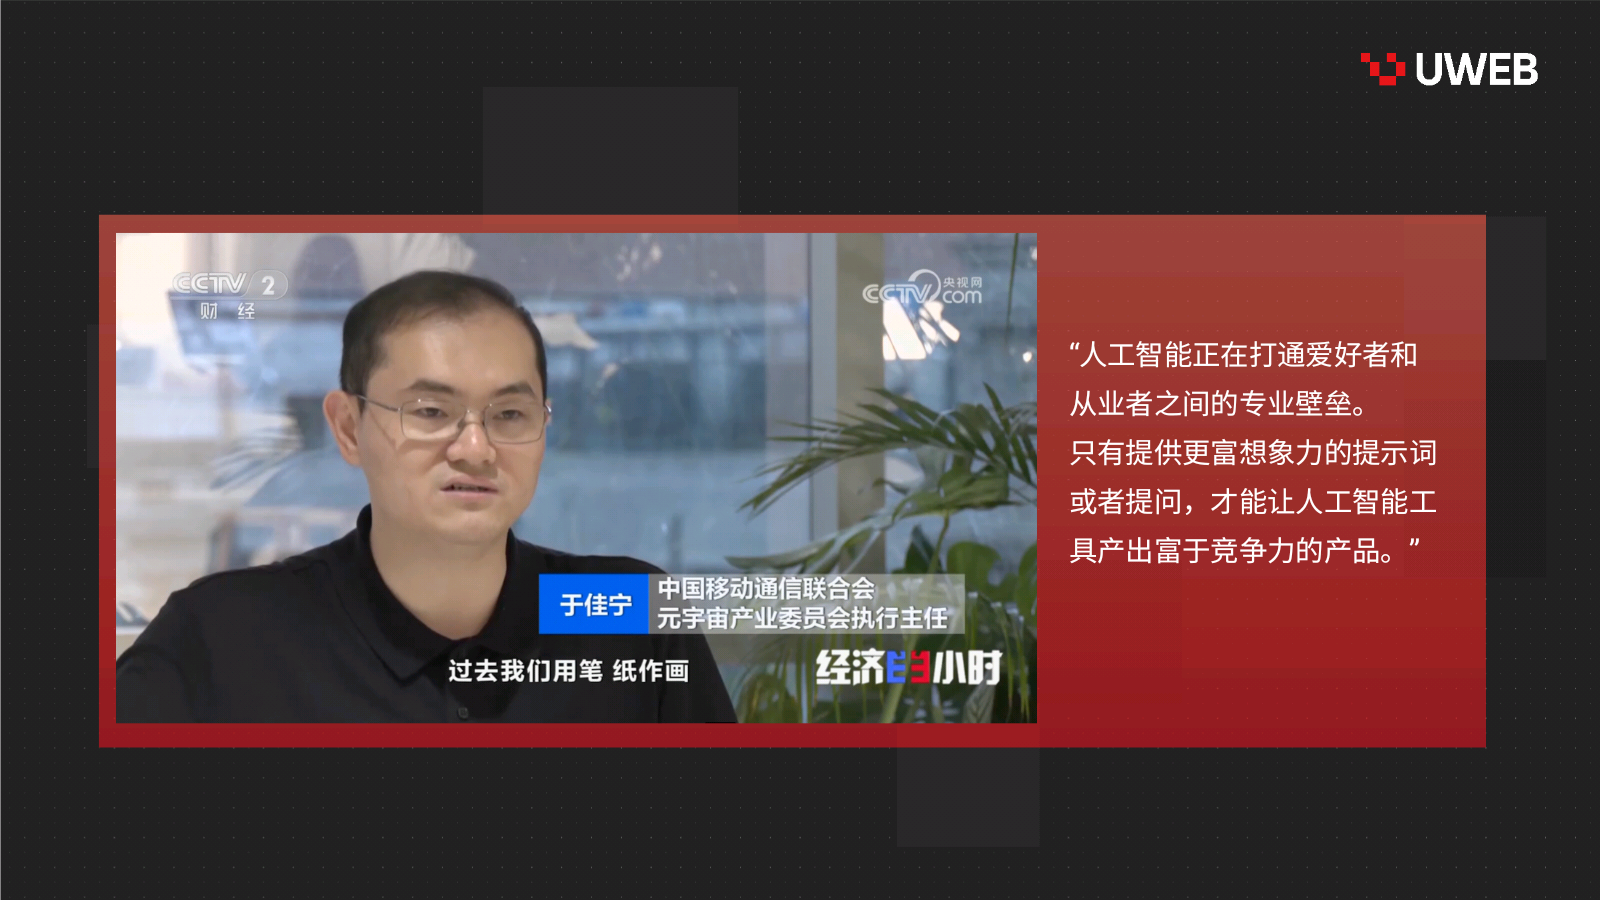 UWEB
CCTV 2
财 经
央视网
CCTV com
于佳宁
中国移动通信联合会
元宇宙产业委员会执行主任
过去我们用笔 纸作画
经济半小时
“人工智能正在打通爱好者和
从业者之间的专业壁垒。
只有提供更富想象力的提示词
或者提问，才能让人工智能工
具产出富于竞争力的产品。”